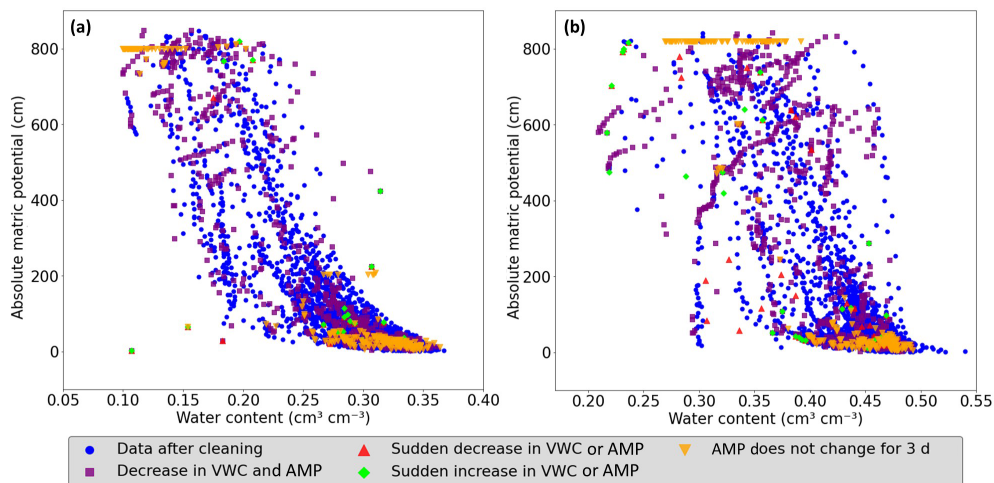 (a)
Absolute matric potential (cm)
800
600
400
200
0
0.05 0.10 0.15 0.20 0.25 0.30 0.35 0.40
Water content (cm³ cm⁻³)
(b)
Absolute matric potential (cm)
800
600
400
200
0
0.20 0.25 0.30 0.35 0.40 0.45 0.50 0.55
Water content (cm³ cm⁻³)
Data after cleaning
Decrease in VWC and AMP
Sudden decrease in VWC or AMP
Sudden increase in VWC or AMP
AMP does not change for 3 d